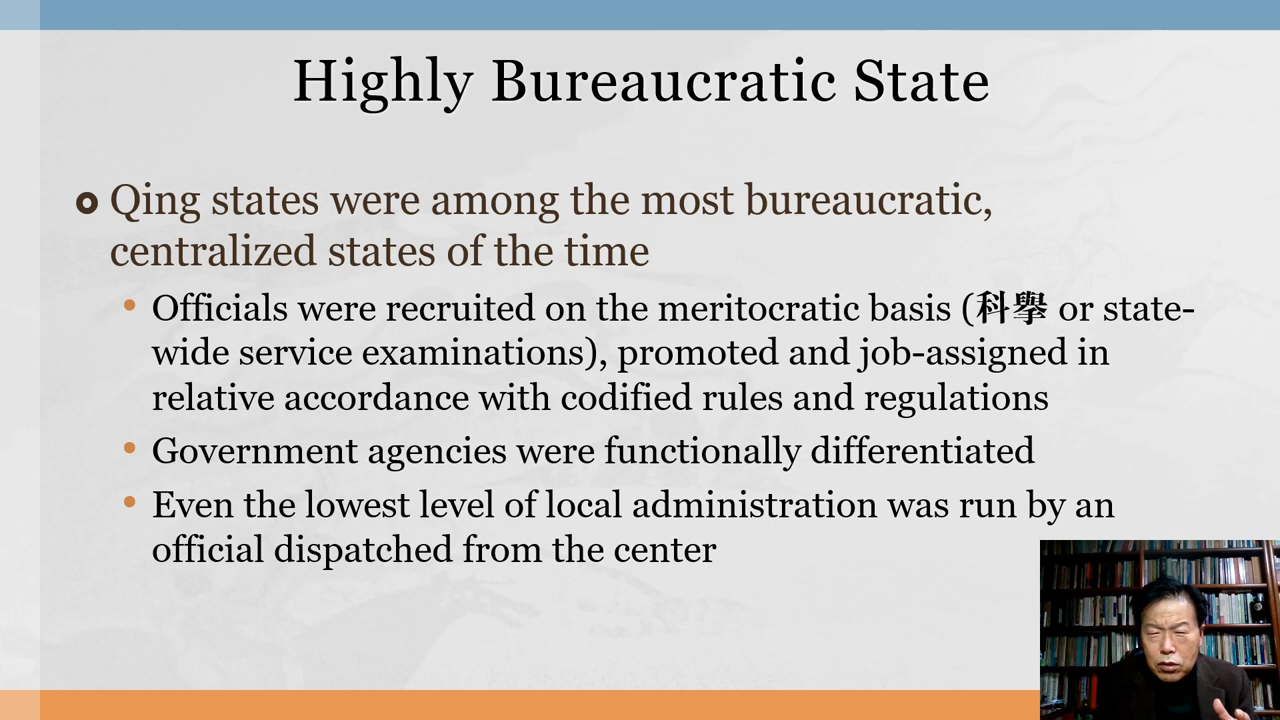 Highly Bureaucratic State
Qing states were among the most bureaucratic,
centralized states of the time
Officials were recruited on the meritocratic basis (科擧 or state-
wide service examinations), promoted and job-assigned in
relative accordance with codified rules and regulations
Government agencies were functionally differentiated
Even the lowest level of local administration was run by an
official dispatched from the center